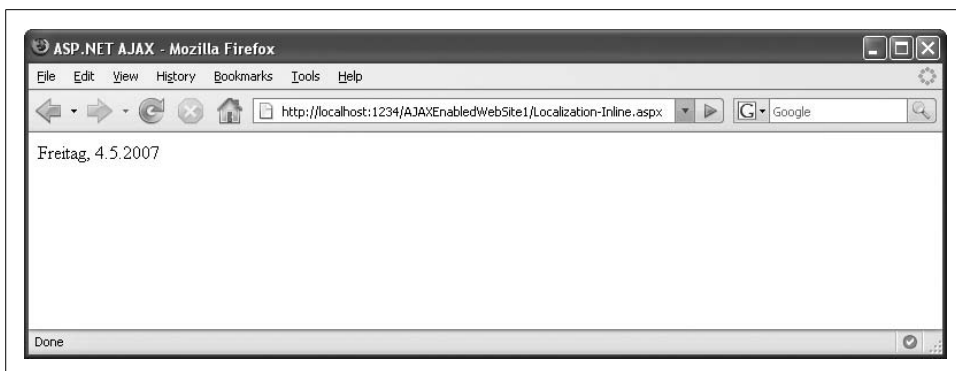 ASP.NET AJAX - Mozilla Firefox
File Edit View History Bookmarks Tools Help
http://localhost:1234/AJAXEnabledWebSite1/Localization-Inline.aspx G Google
Freitag, 4.5.2007
Done